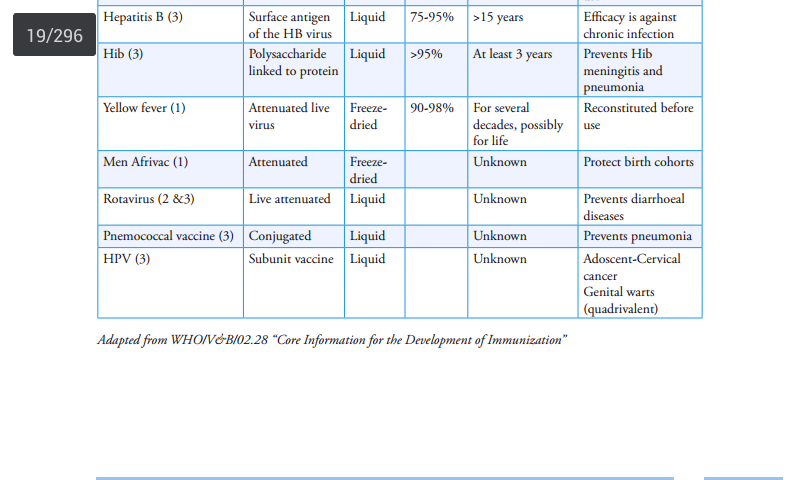 19/296
Hepatitis B (3) Surface antigen Liquid 75-95% >15 years Efficacy is against
of the HB virus chronic infection
Hib (3) Polysaccharide Liquid >95% At least 3 years Prevents Hib
linked to protein meningitis and
pneumonia
Yellow fever (1) Attenuated live Freeze- 90-98% For several Reconstituted before
virus dried decades, possibly use
for life
Men Afrivac (1) Attenuated Freeze- Unknown Protect birth cohorts
dried
Rotavirus (2 &3) Live attenuated Liquid Unknown Prevents diarrhoeal
diseases
Pnemococcal vaccine (3) Conjugated Liquid Unknown Prevents pneumonia
HPV (3) Subunit vaccine Liquid Unknown Adoscent-Cervical
cancer
Genital warts
(quadrivalent)
Adapted from WHO/V&B/02.28 “Core Information for the Development of Immunization”